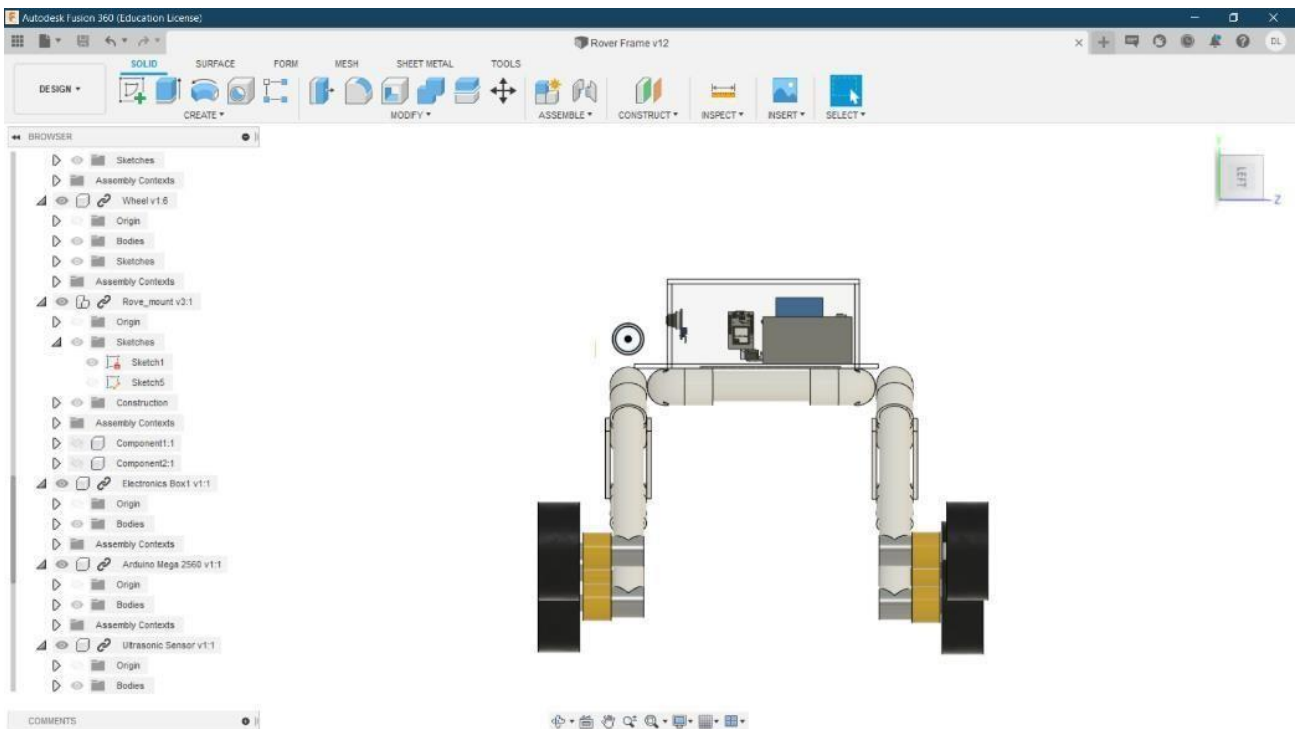 Autodesk Fusion 360 (Education License)
Rover Frame v12
DL
SOLID SURFACE FORM MESH SHEET METAL TOOLS
DESIGN
CREATE MODIFY ASSEMBLE CONSTRUCT INSPECT INSERT SELECT
BROWSER
Sketches
Assembly Contexts
Wheel v1:6
Origin
Bodies
Sketches
Assembly Contexts
Rove_mount v3:1
Origin
Sketches
Sketch1
Sketch5
Construction
Assembly Contexts
Component1:1
Component2:1
Electronics Box1 v1:1
Origin
Bodies
Assembly Contexts
Arduino Mega 2560 v1:1
Origin
Bodies
Assembly Contexts
Ultrasonic Sensor v1:1
Origin
Bodies
COMMENTS
Y
LEFT
Z